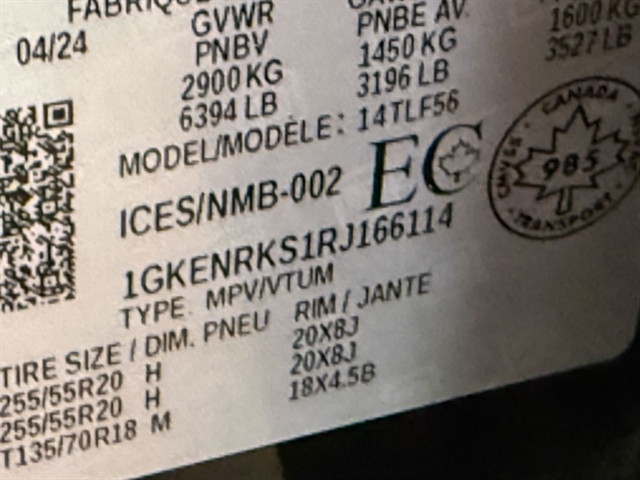 FABRIQUÉ
04/24
GVWR
PNBV
2900 KG
6394 LB
PNBE AV.
1450 KG
3196 LB
1600 KG
3527 LB
MODEL/MODÈLE: 14TLF56
ICES/NMB-002
EC
CANADA
985
TRANSPORT
1GKENRKS1RJ166114
TYPE MPV/VTUM
TIRE SIZE / DIM. PNEU RIM / JANTE
255/55R20 H 20X8J
255/55R20 H 20X8J
T135/70R18 M 18X4.5B